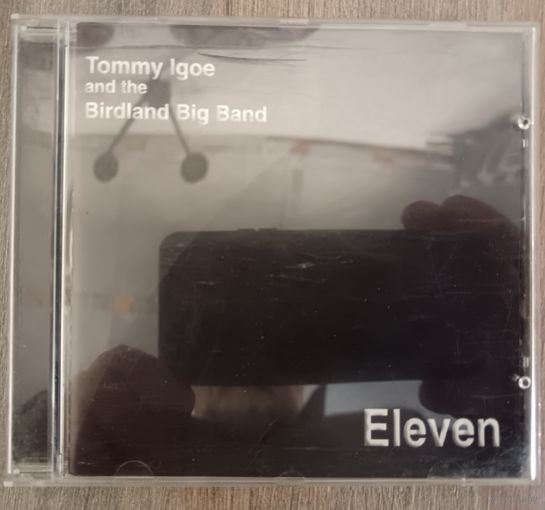 Tommy Igoe
and the
Birdland Big Band
Eleven